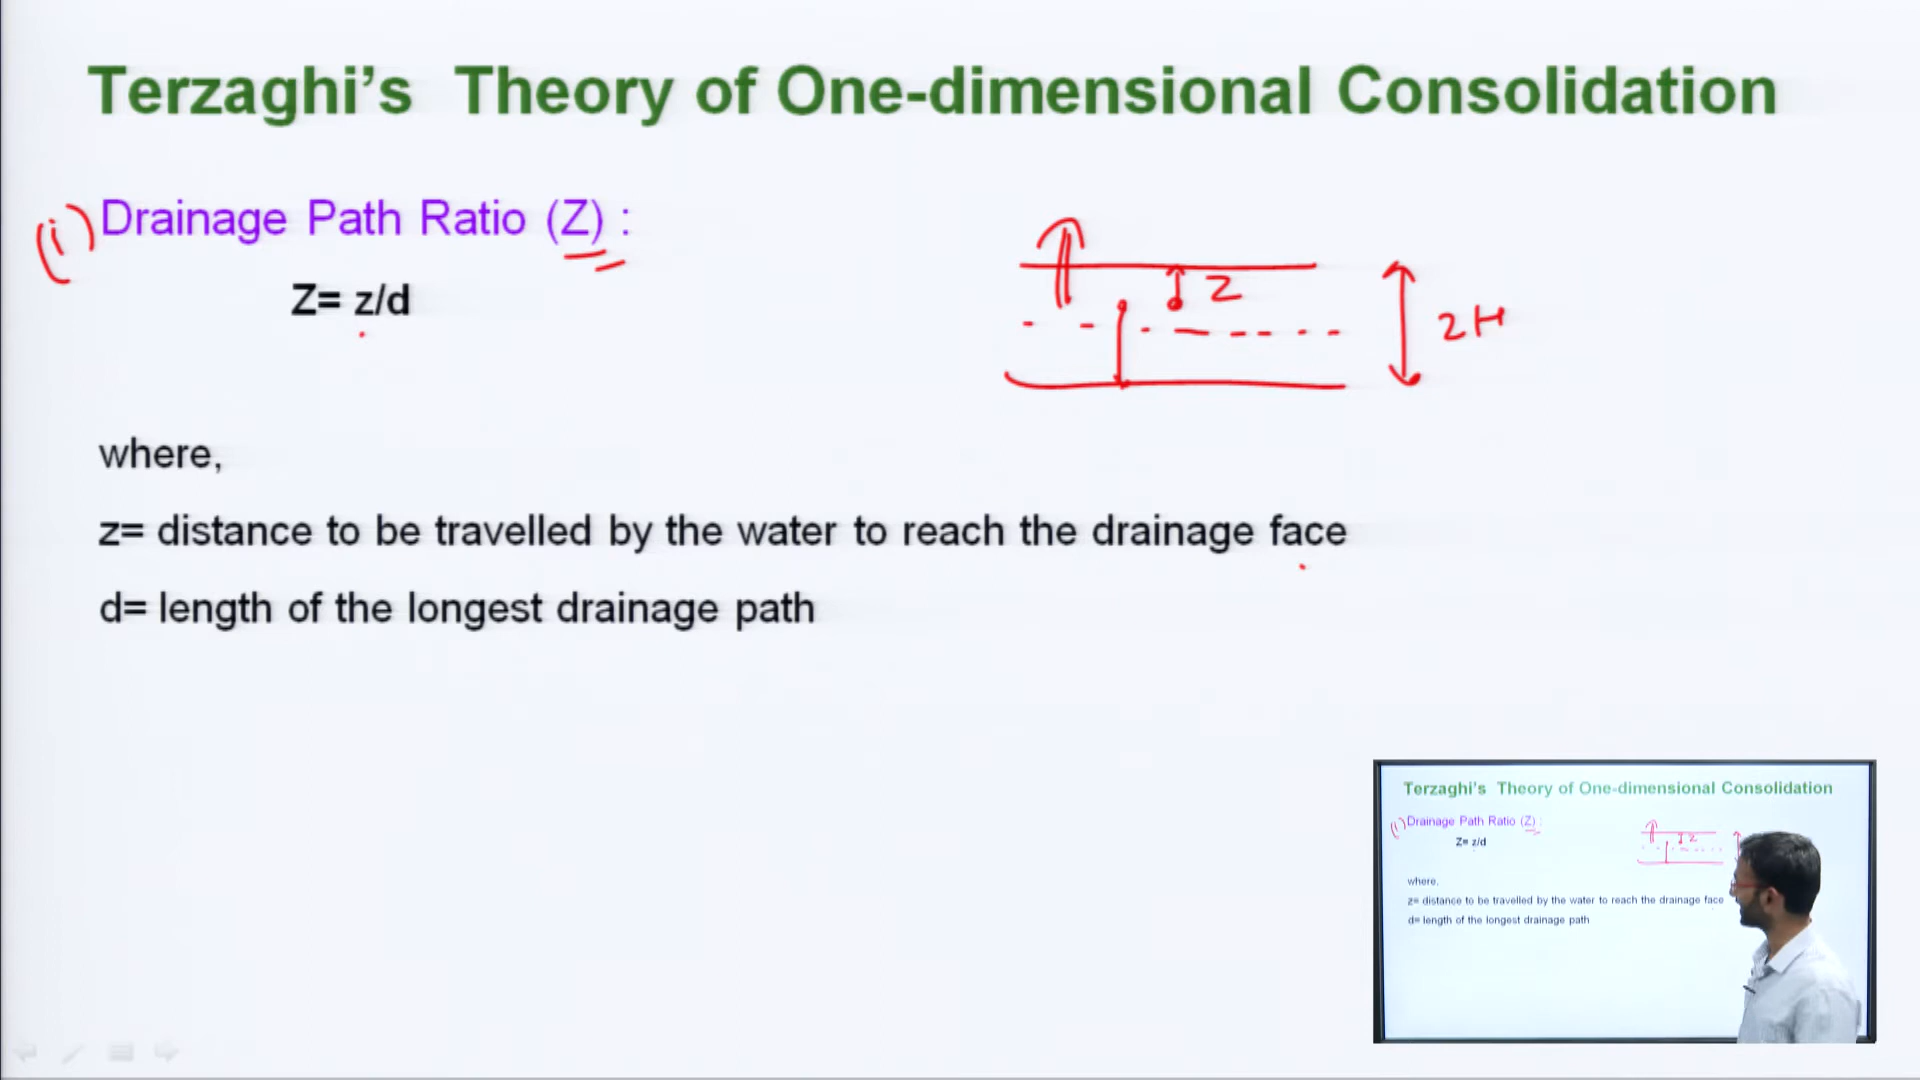 Terzaghi's Theory of One-dimensional Consolidation
(i) Drainage Path Ratio (Z) :
Z= z/d
z
2H
where,
z= distance to be travelled by the water to reach the drainage face
d= length of the longest drainage path
Terzaghi's Theory of One-dimensional Consolidation
(i) Drainage Path Ratio (Z) :
Z= z/d
z
where,
z= distance to be travelled by the water to reach the drainage face
d= length of the longest drainage path